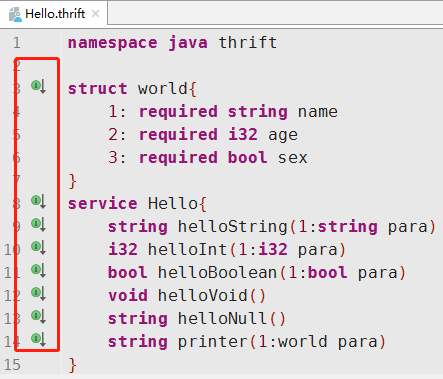 Hello.thrift ×
1 namespace java thrift
2
3 struct world{
4 1: required string name
5 2: required i32 age
6 3: required bool sex
7 }
8 service Hello{
9 string helloString(1:string para)
10 i32 helloInt(1:i32 para)
11 bool helloBoolean(1:bool para)
12 void helloVoid()
13 string helloNull()
14 string printer(1:world para)
15 }